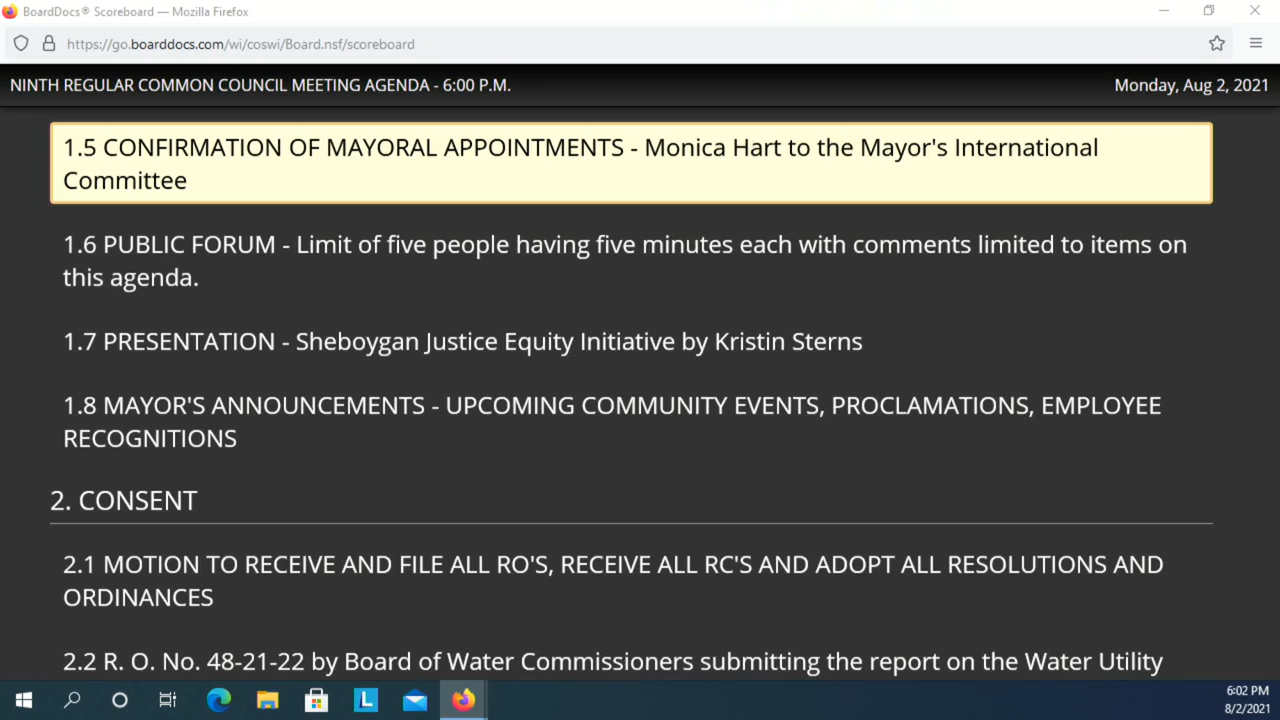 BoardDocs® Scoreboard — Mozilla Firefox
https://go.boarddocs.com/wi/coswi/Board.nsf/scoreboard
NINTH REGULAR COMMON COUNCIL MEETING AGENDA - 6:00 P.M.
Monday, Aug 2, 2021
1.5 CONFIRMATION OF MAYORAL APPOINTMENTS - Monica Hart to the Mayor's International
Committee
1.6 PUBLIC FORUM - Limit of five people having five minutes each with comments limited to items on
this agenda.
1.7 PRESENTATION - Sheboygan Justice Equity Initiative by Kristin Sterns
1.8 MAYOR'S ANNOUNCEMENTS - UPCOMING COMMUNITY EVENTS, PROCLAMATIONS, EMPLOYEE
RECOGNITIONS
2. CONSENT
2.1 MOTION TO RECEIVE AND FILE ALL RO'S, RECEIVE ALL RC'S AND ADOPT ALL RESOLUTIONS AND
ORDINANCES
2.2 R. O. No. 48-21-22 by Board of Water Commissioners submitting the report on the Water Utility
L
6:02 PM
8/2/2021